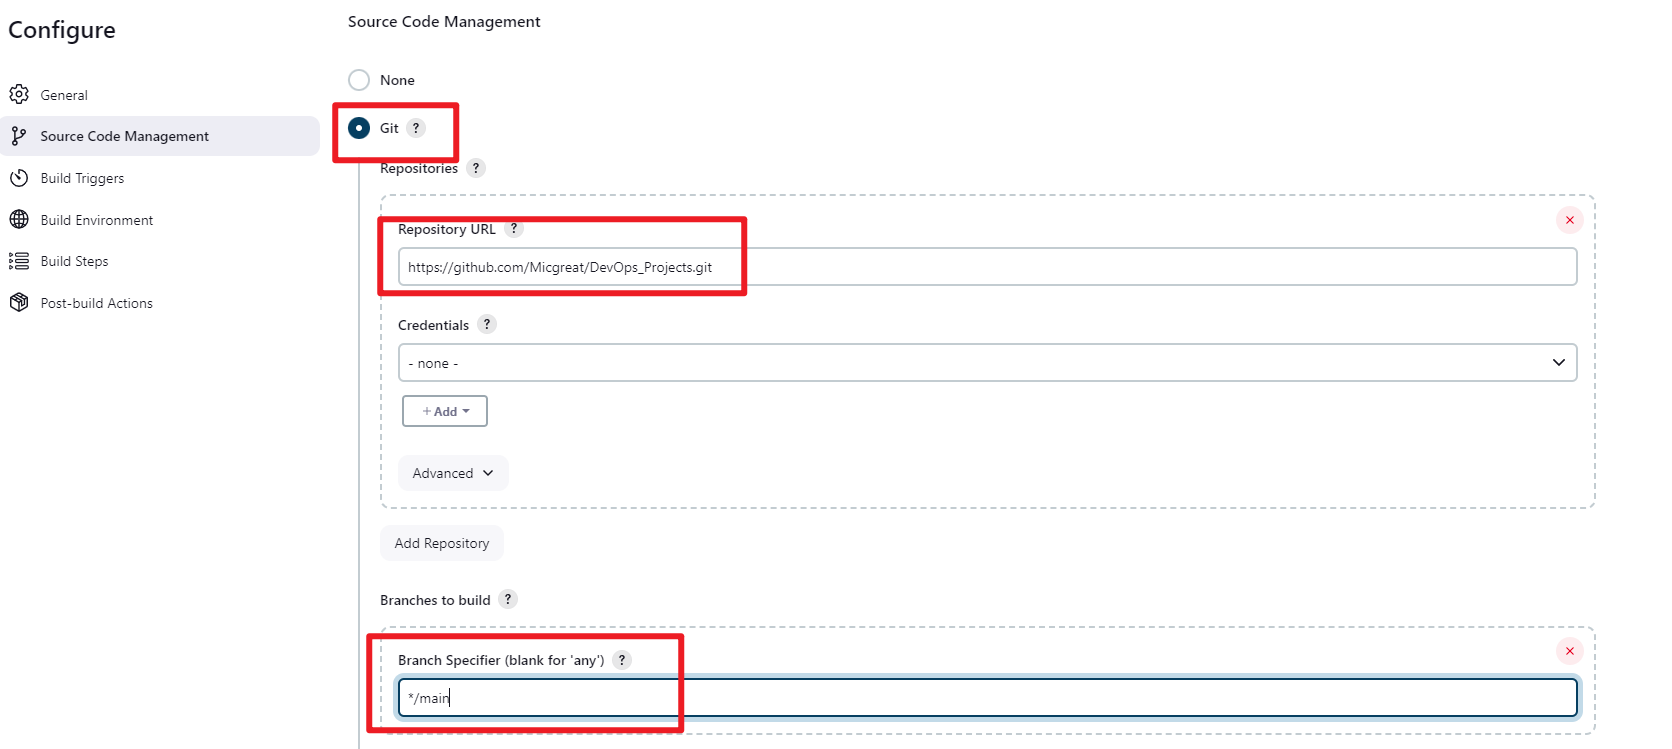 Configure
General
Source Code Management
Build Triggers
Build Environment
Build Steps
Post-build Actions
Source Code Management
None
Git ?
Repositories ?
Repository URL ?
https://github.com/Micgreat/DevOps_Projects.git
Credentials ?
- none -
+ Add
Advanced
Add Repository
Branches to build ?
Branch Specifier (blank for 'any') ?
*/main